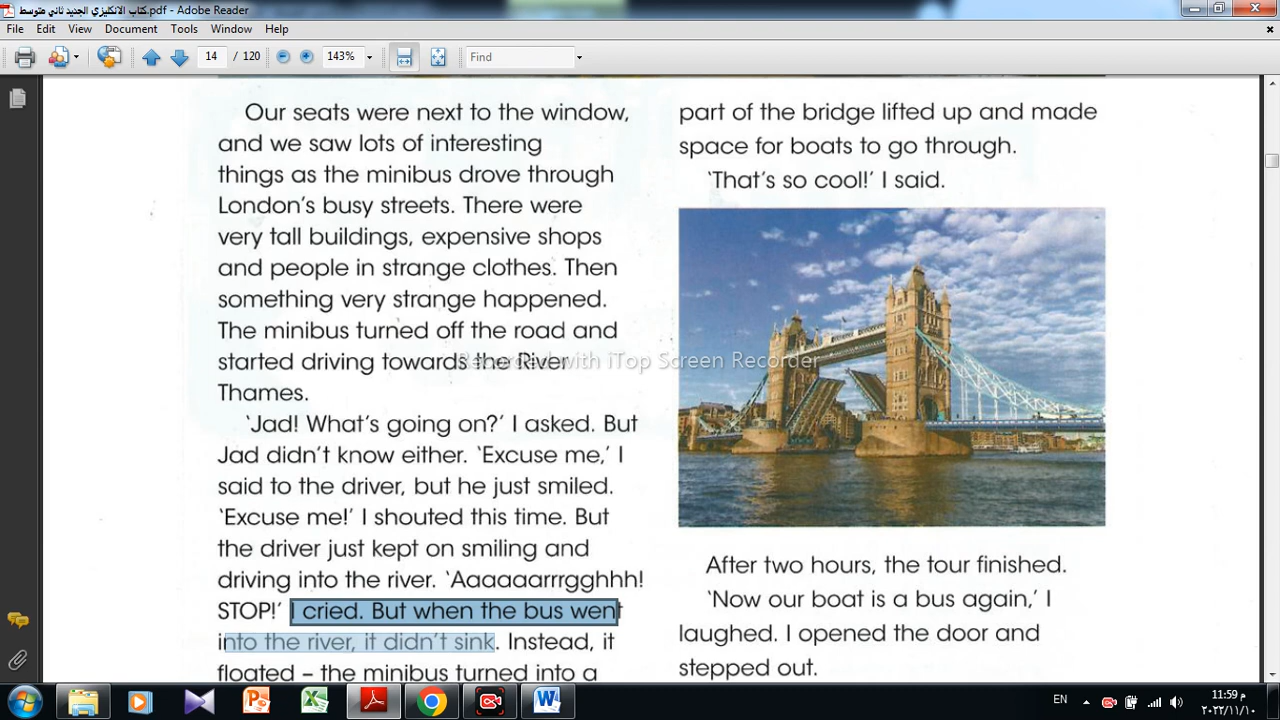 كتاب الانكليزي الجديد ثاني متوسط.pdf - Adobe Reader
File Edit View Document Tools Window Help
14 / 120 143% Find
Our seats were next to the window,
and we saw lots of interesting
things as the minibus drove through
London's busy streets. There were
very tall buildings, expensive shops
and people in strange clothes. Then
something very strange happened.
The minibus turned off the road and
started driving towards the River
Thames.
'Jad! What's going on?' I asked. But
Jad didn't know either. 'Excuse me,' I
said to the driver, but he just smiled.
'Excuse me!' I shouted this time. But
the driver just kept on smiling and
driving into the river. 'Aaaaaarrrgghhh!
STOP!' I cried. But when the bus went
into the river, it didn't sink. Instead, it
floated – the minibus turned into a
part of the bridge lifted up and made
space for boats to go through.
'That's so cool!' I said.
After two hours, the tour finished.
'Now our boat is a bus again,' I
laughed. I opened the door and
stepped out.
Recorded with iTop Screen Recorder
EN
11:59 م
٢٠٢٢/١١/١٠